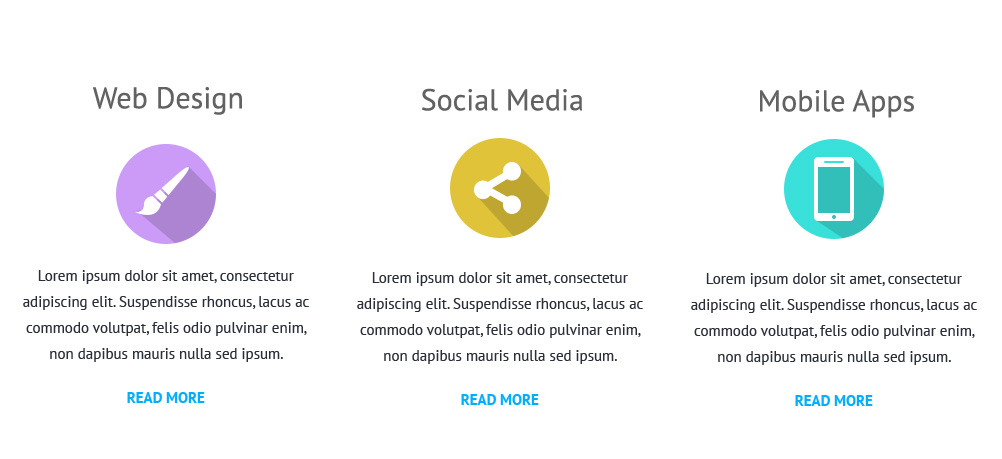 Web Design
Lorem ipsum dolor sit amet, consectetur
adipiscing elit. Suspendisse rhoncus, lacus ac
commodo volutpat, felis odio pulvinar enim,
non dapibus mauris nulla sed ipsum.
READ MORE
Social Media
Lorem ipsum dolor sit amet, consectetur
adipiscing elit. Suspendisse rhoncus, lacus ac
commodo volutpat, felis odio pulvinar enim,
non dapibus mauris nulla sed ipsum.
READ MORE
Mobile Apps
Lorem ipsum dolor sit amet, consectetur
adipiscing elit. Suspendisse rhoncus, lacus ac
commodo volutpat, felis odio pulvinar enim,
non dapibus mauris nulla sed ipsum.
READ MORE